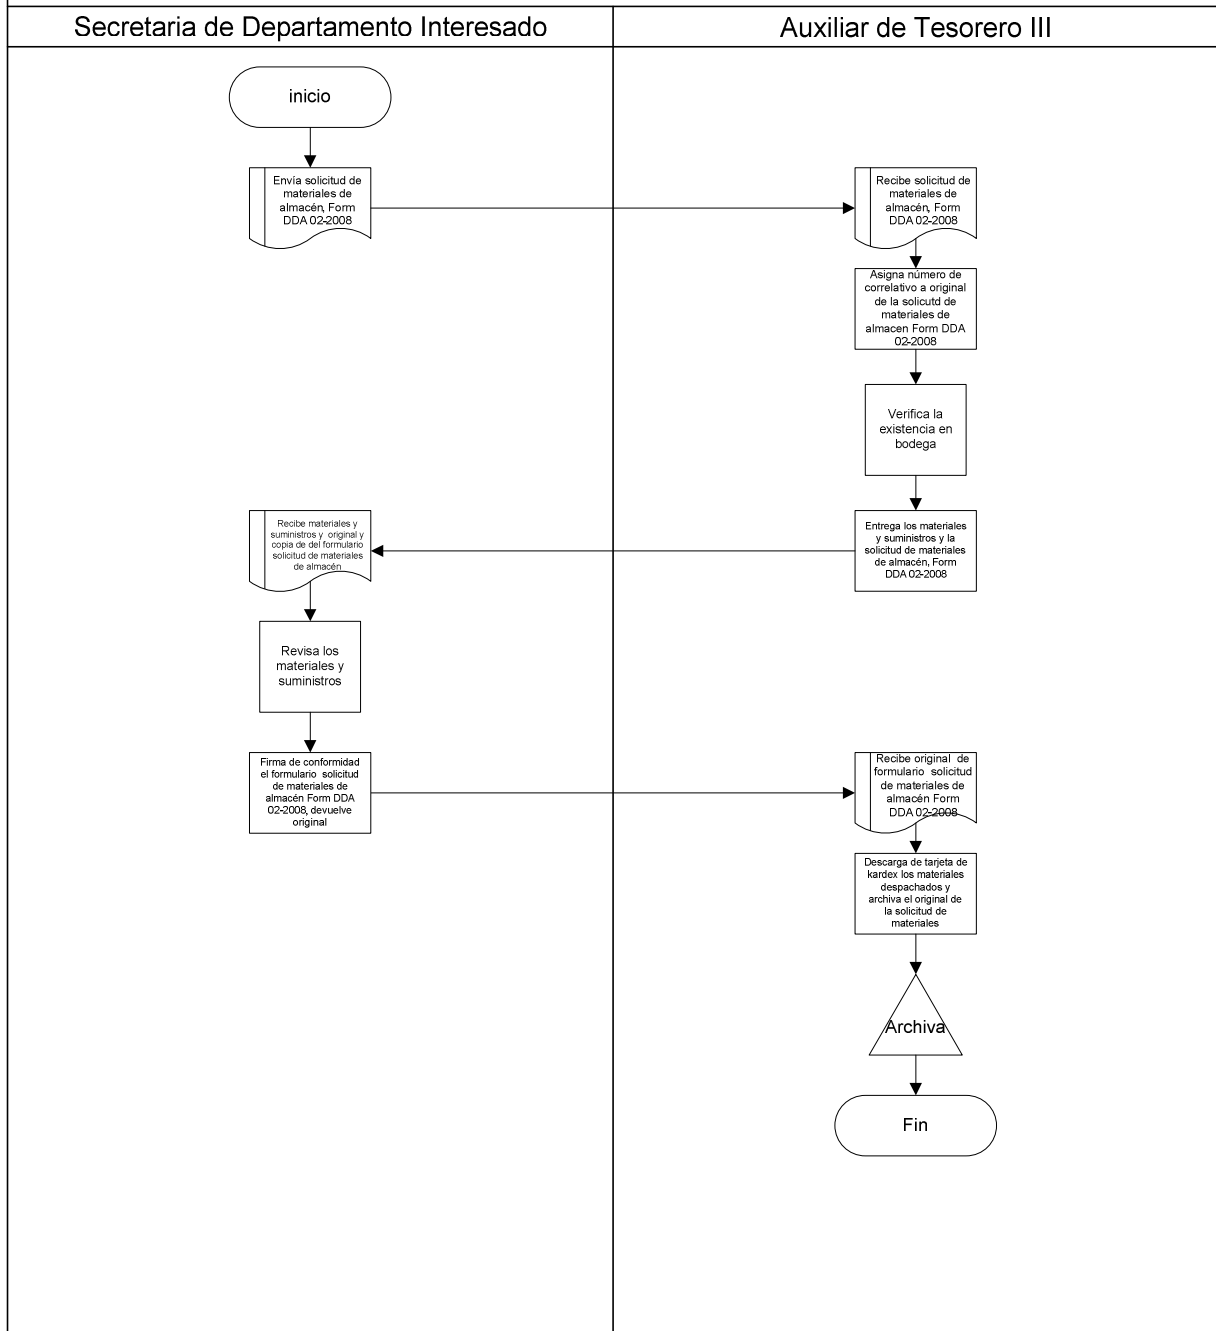 Secretaria de Departamento Interesado
Auxiliar de Tesorero III
inicio
Envía solicitud de
materiales de
almacén, Form
DDA 02-2008
Recibe solicitud de
materiales de
almacén, Form
DDA 02-2008
Asigna número de
correlativo a original
de la solicutd de
materiales de
almacen Form DDA
02-2008
Verifica la
existencia en
bodega
Entrega los materiales
y suministros y la
solicitud de materiales
de almacén, Form
DDA 02-2008
Recibe materiales y
suministros y original y
copia de del formulario
solicitud de materiales
de almacén
Revisa los
materiales y
suministros
Firma de conformidad
el formulario solicitud
de materiales de
almacén Form DDA
02-2008, devuelve
original
Recibe original de
formulario solicitud
de materiales de
almacén Form
DDA 02-2008
Descarga de tarjeta de
kardex los materiales
despachados y
archiva el original de
la solicitud de
materiales
Archiva
Fin